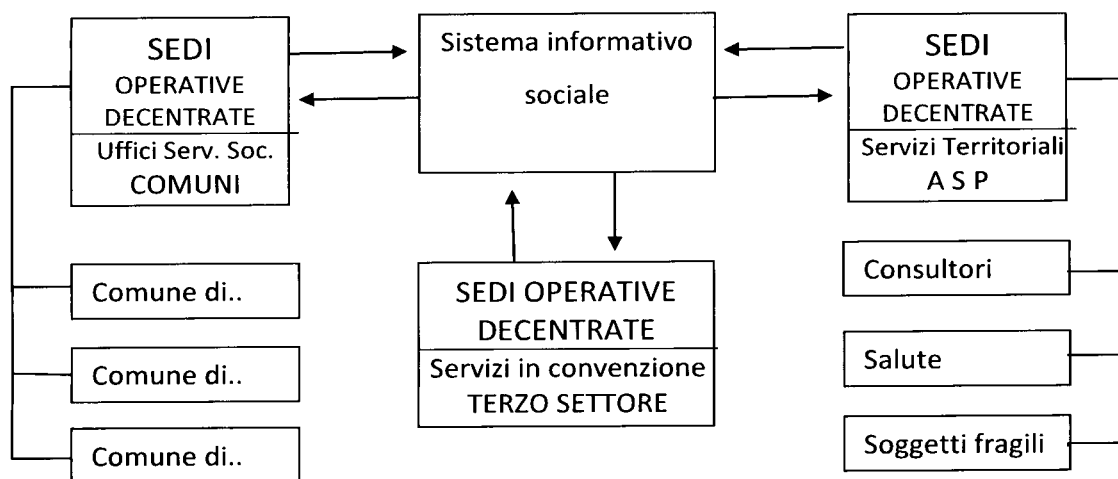 SEDI
OPERATIVE
DECENTRATE
Uffici Serv. Soc.
COMUNI
Sistema informativo
sociale
SEDI
OPERATIVE
DECENTRATE
Servizi Territoriali
A S P
Comune di..
Comune di..
Comune di..
SEDI OPERATIVE
DECENTRATE
Servizi in convenzione
TERZO SETTORE
Consultori
Salute
Soggetti fragili